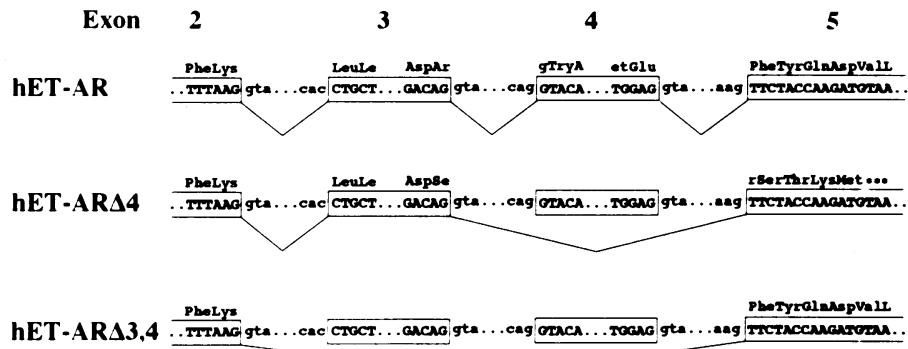 Exon 2 3 4 5
PheLys LeuLe AspAr gTryA etGlu PheTyrGlnAspValL
hET-AR ..TTTAAG gta...cac CTGCT...GACAG gta...cag GTACA...TGGAG gta...aag TTCTACCAAGATGTAA..
PheLys LeuLe AspSe rSerThrLysMet•••
hET-ARΔ4 ..TTTAAG gta...cac CTGCT...GACAG gta...cag GTACA...TGGAG gta...aag TTCTACCAAGATGTAA..
PheLys PheTyrGlnAspValL
hET-ARΔ3,4 ..TTTAAG gta...cac CTGCT...GACAG gta...cag GTACA...TGGAG gta...aag TTCTACCAAGATGTAA..